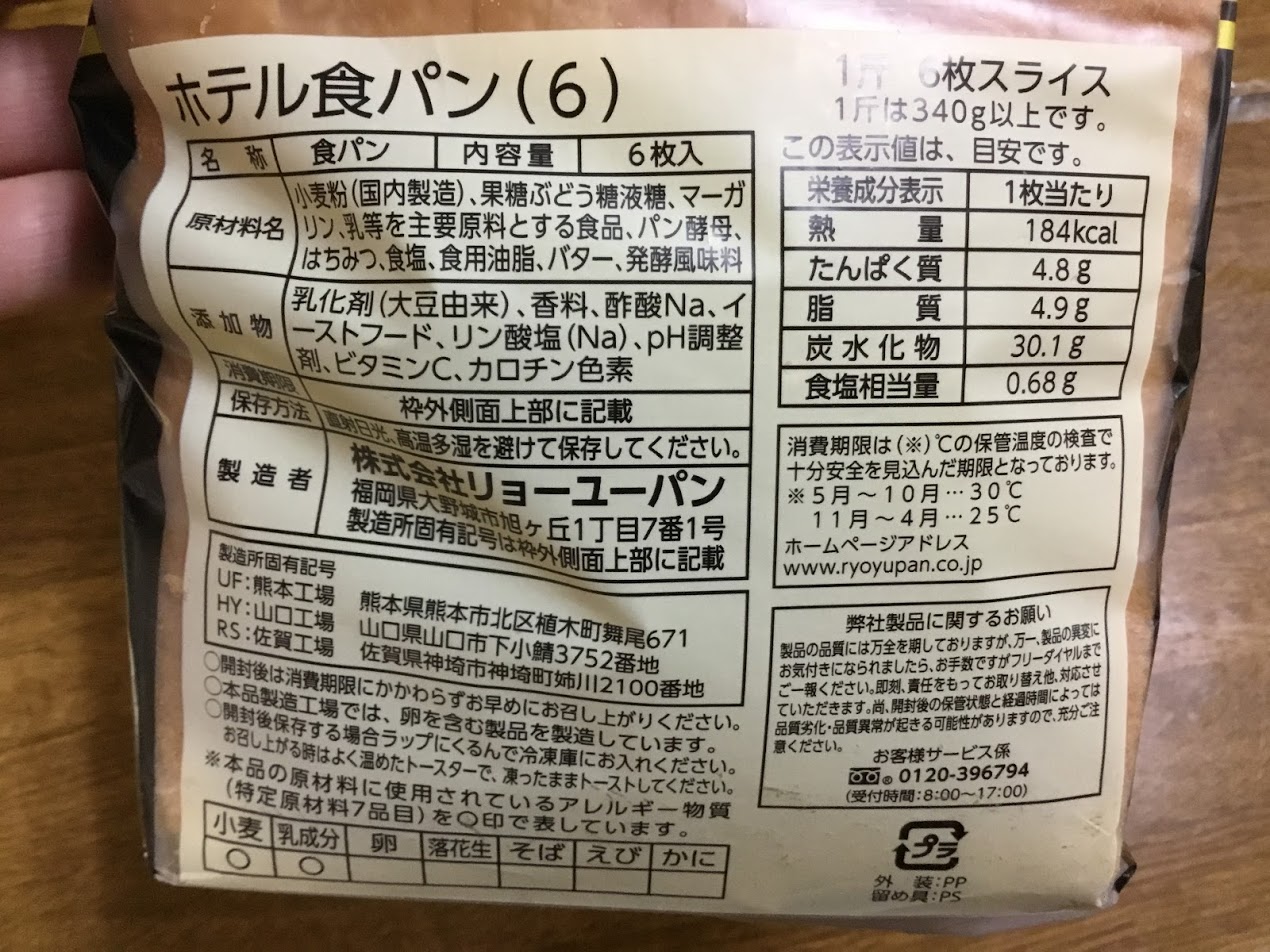 ホテル食パン(6)
名称 食パン 内容量 6枚入
原材料名
小麦粉(国内製造)、果糖ぶどう糖液糖、マーガ
リン、乳等を主要原料とする食品、パン酵母、
はちみつ、食塩、食用油脂、バター、発酵風味料
添加物
乳化剤(大豆由来)、香料、酢酸Na、イ
ーストフード、リン酸塩(Na)、pH調整
剤、ビタミンC、カロチン色素
消費期限 枠外側面上部に記載
保存方法 直射日光、高温多湿を避けて保存してください。
製造者
株式会社リョーユーパン
福岡県大野城市旭ヶ丘1丁目7番1号
製造所固有記号は枠外側面上部に記載
製造所固有記号
UF:熊本工場 熊本県熊本市北区植木町舞尾671
HY:山口工場 山口県山口市下小鯖3752番地
RS:佐賀工場 佐賀県神埼市神埼町姉川2100番地
○開封後は消費期限にかかわらずお早めにお召し上がりください。
○本品製造工場では、卵を含む製品を製造しています。
○開封後保存する場合ラップにくるんで冷凍庫にお入れください。
お召し上がる時はよく温めたトースターで、凍ったままトーストしてください。
※本品の原材料に使用されているアレルギー物質
(特定原材料7品目)を○印で表しています。
小麦 乳成分 卵 落花生 そば えび かに
○ ○
1斤 6枚スライス
1斤は340g以上です。
この表示値は、目安です。
栄養成分表示 1枚当たり
熱量 184kcal
たんぱく質 4.8g
脂質 4.9g
炭水化物 30.1g
食塩相当量 0.68g
消費期限は(※)℃の保管温度の検査で
十分安全を見込んだ期限となっております。
※5月~10月…30℃
11月~4月…25℃
ホームページアドレス
www.ryoyupan.co.jp
弊社製品に関するお願い
製品の品質には万全を期しておりますが、万一、製品の異変に
お気付きになられましたら、お手数ですがフリーダイヤルまで
ご一報ください。即刻、責任をもってお取り替え他、対応させ
ていただきます。尚、開封後の保管状態と経過時間によっては
品質劣化・品質異常が起きる可能性がありますので、充分ご注
意ください。
お客様サービス係
® 0120-396794
(受付時間:8:00~17:00)
プラ
外装:PP
留め具:PS